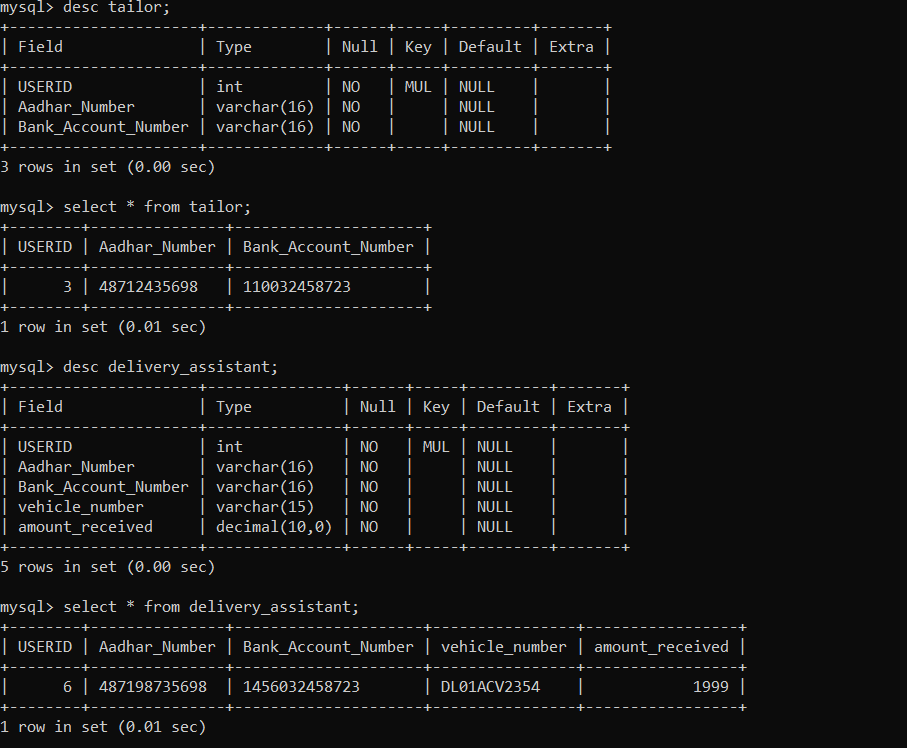 mysql> desc tailor;
+---------------------+-------------+------+-----+---------+-------+
| Field               | Type        | Null | Key | Default | Extra |
+---------------------+-------------+------+-----+---------+-------+
| USERID              | int         | NO   | MUL | NULL    |       |
| Aadhar_Number       | varchar(16) | NO   |     | NULL    |       |
| Bank_Account_Number | varchar(16) | NO   |     | NULL    |       |
+---------------------+-------------+------+-----+---------+-------+
3 rows in set (0.00 sec)

mysql> select * from tailor;
+--------+---------------+---------------------+
| USERID | Aadhar_Number | Bank_Account_Number |
+--------+---------------+---------------------+
|      3 | 48712435698   | 110032458723        |
+--------+---------------+---------------------+
1 row in set (0.01 sec)

mysql> desc delivery_assistant;
+---------------------+---------------+------+-----+---------+-------+
| Field               | Type          | Null | Key | Default | Extra |
+---------------------+---------------+------+-----+---------+-------+
| USERID              | int           | NO   | MUL | NULL    |       |
| Aadhar_Number       | varchar(16)   | NO   |     | NULL    |       |
| Bank_Account_Number | varchar(16)   | NO   |     | NULL    |       |
| vehicle_number      | varchar(15)   | NO   |     | NULL    |       |
| amount_received     | decimal(10,0) | NO   |     | NULL    |       |
+---------------------+---------------+------+-----+---------+-------+
5 rows in set (0.00 sec)

mysql> select * from delivery_assistant;
+--------+---------------+---------------------+----------------+-----------------+
| USERID | Aadhar_Number | Bank_Account_Number | vehicle_number | amount_received |
+--------+---------------+---------------------+----------------+-----------------+
|      6 | 487198735698  | 1456032458723       | DL01ACV2354    |            1999 |
+--------+---------------+---------------------+----------------+-----------------+
1 row in set (0.01 sec)